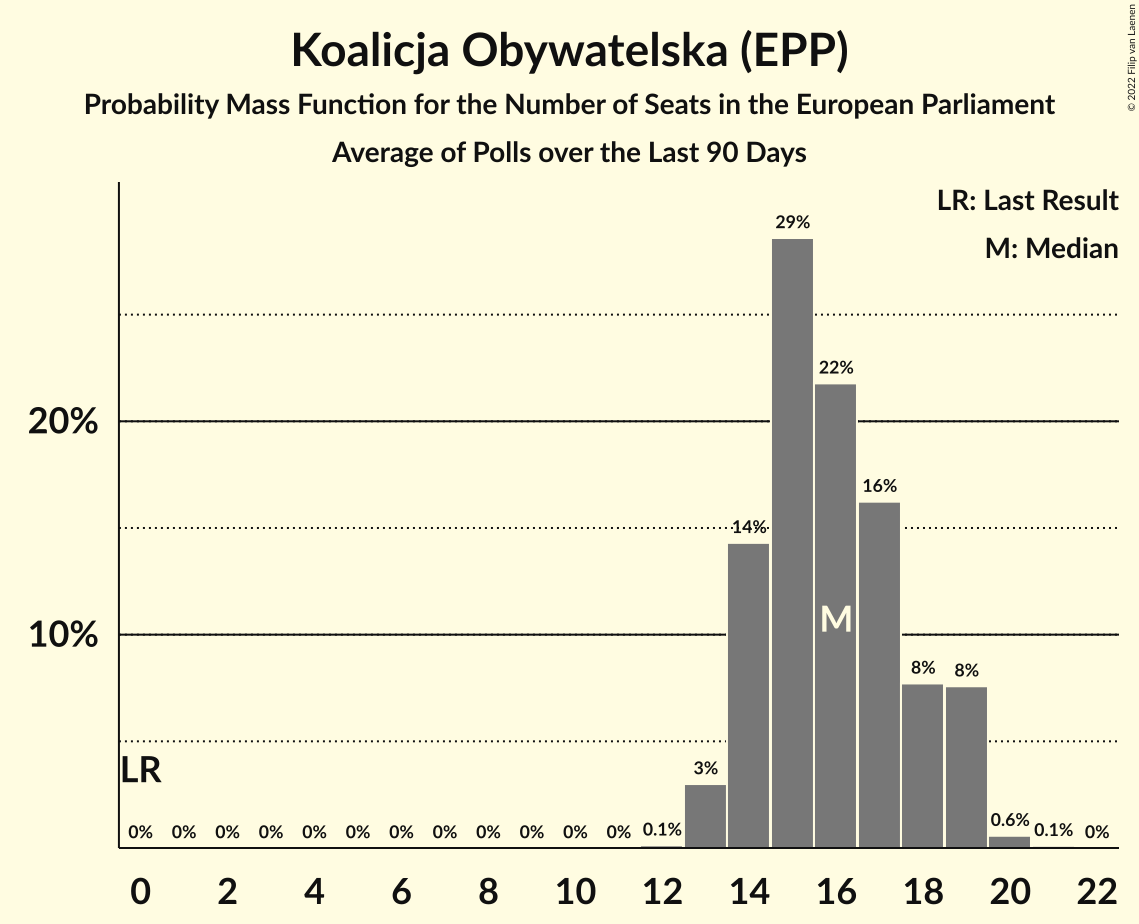 Koalicja Obywatelska (EPP)
Probability Mass Function for the Number of Seats in the European Parliament
Average of Polls over the Last 90 Days
© 2022 Filip van Laenen
LR: Last Result
M: Median
29%
22%
20%
16%
14%
M
10%
8%
8%
LR
3%
0% 0% 0% 0% 0% 0% 0% 0% 0% 0% 0% 0% 0.1% 0.6% 0.1% 0%
0 2 4 6 8 10 12 14 16 18 20 22